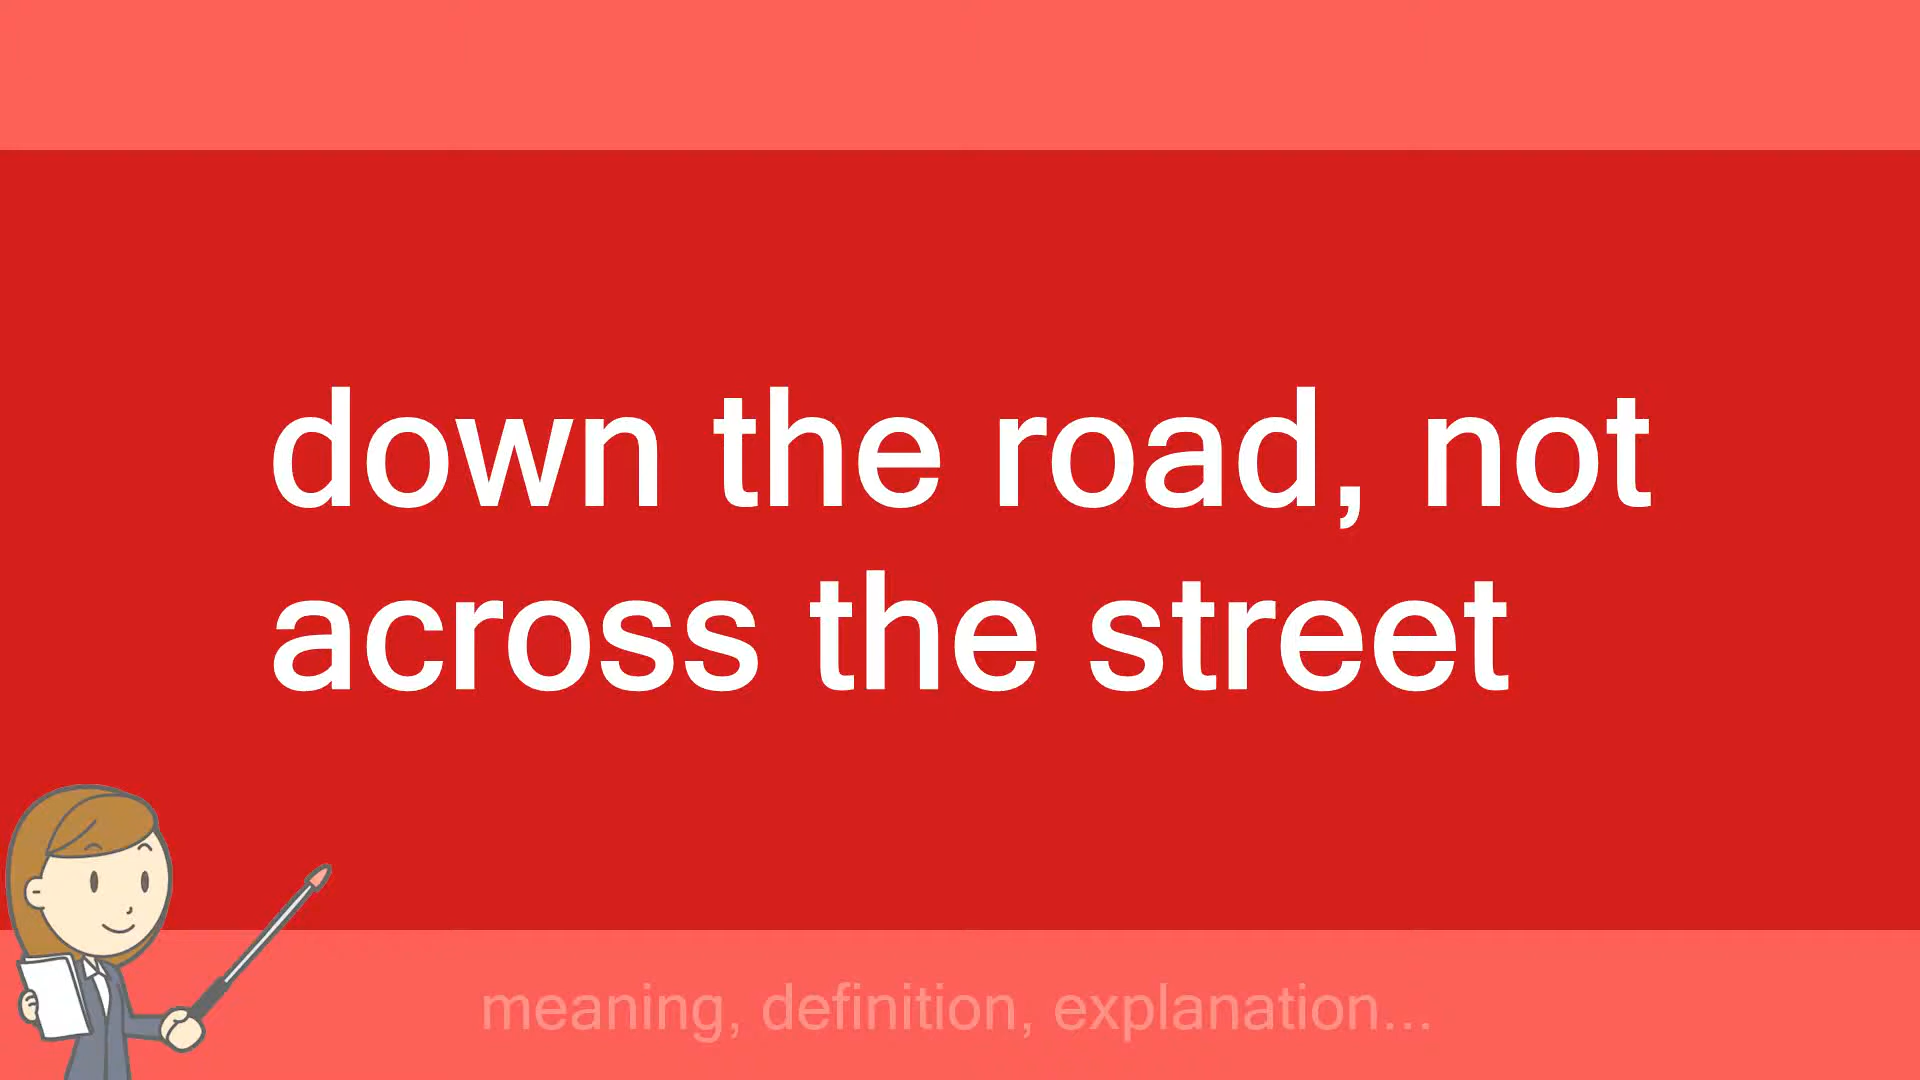 down the road, not
across the street
meaning, definition, explanation...